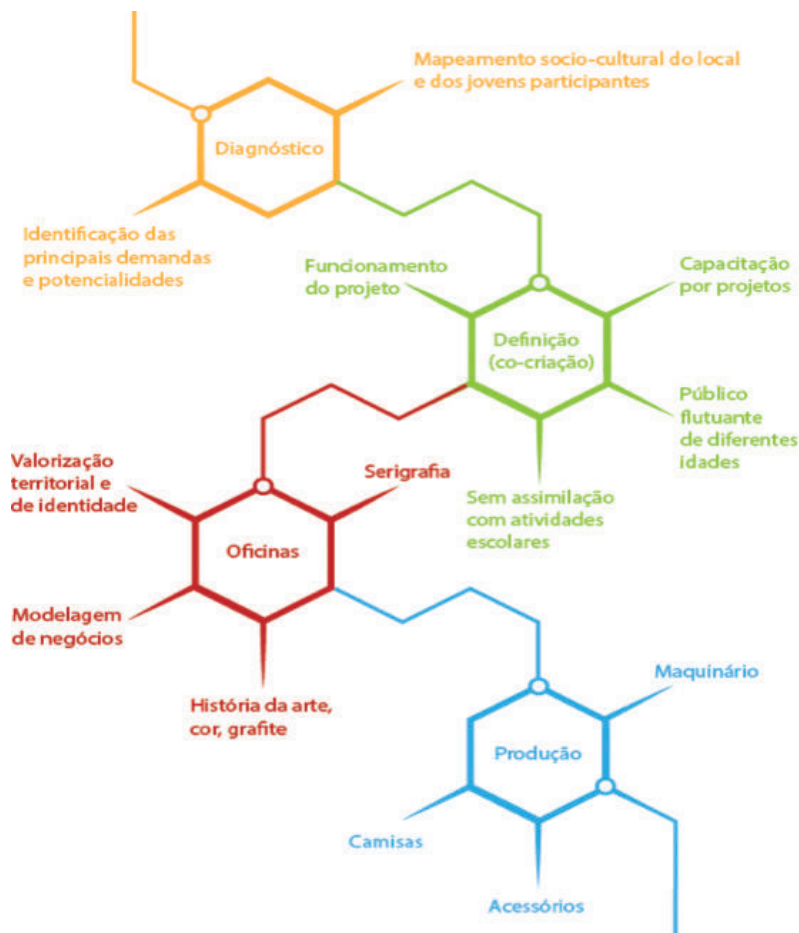 Mapeamento socio-cultural do local
e dos jovens participantes
Diagnóstico
Identificação das
principais demandas
e potencialidades
Funcionamento
do projeto
Capacitação
por projetos
Definição
(co-criação)
Público
flutuante
de diferentes
idades
Sem assimilação
com atividades
escolares
Valorização
territorial e
de identidade
Serigrafia
Oficinas
Modelagem
de negócios
História da arte,
cor, grafite
Maquinário
Produção
Camisas
Acessórios